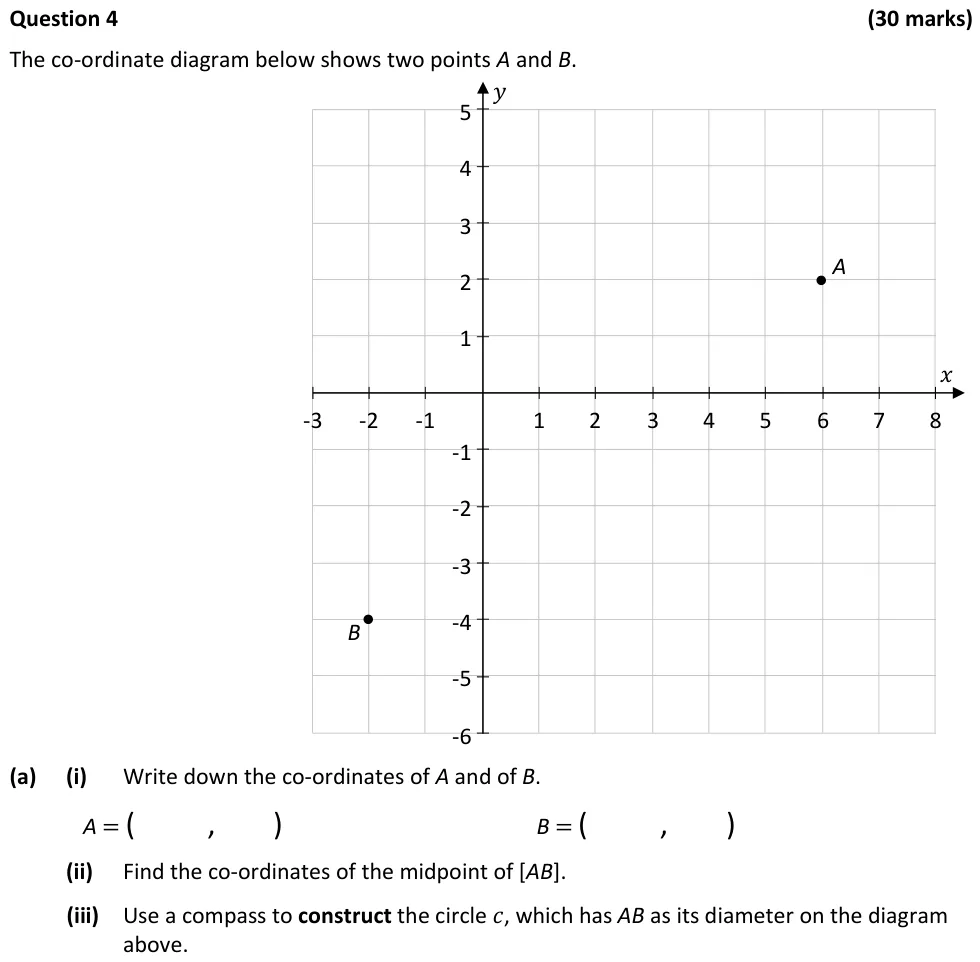 Question 4 (30 marks)
The co-ordinate diagram below shows two points A and B.
y
5
4
3
A
2
1
x
-3 -2 -1 1 2 3 4 5 6 7 8
-1
-2
-3
-4
B
-5
-6
(a) (i) Write down the co-ordinates of A and of B.
A = ( , ) B = ( , )
(ii) Find the co-ordinates of the midpoint of [AB].
(iii) Use a compass to construct the circle c, which has AB as its diameter on the diagram
above.